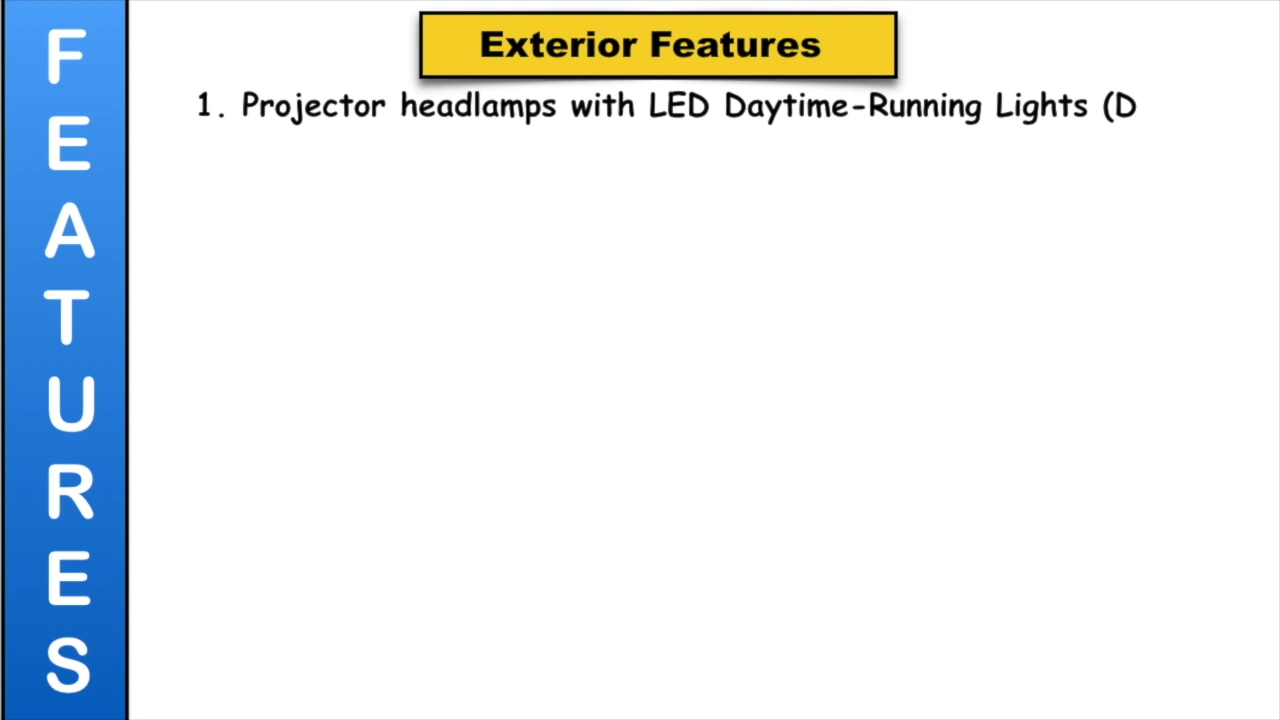 FEATURES
Exterior Features
1. Projector headlamps with LED Daytime-Running Lights (D